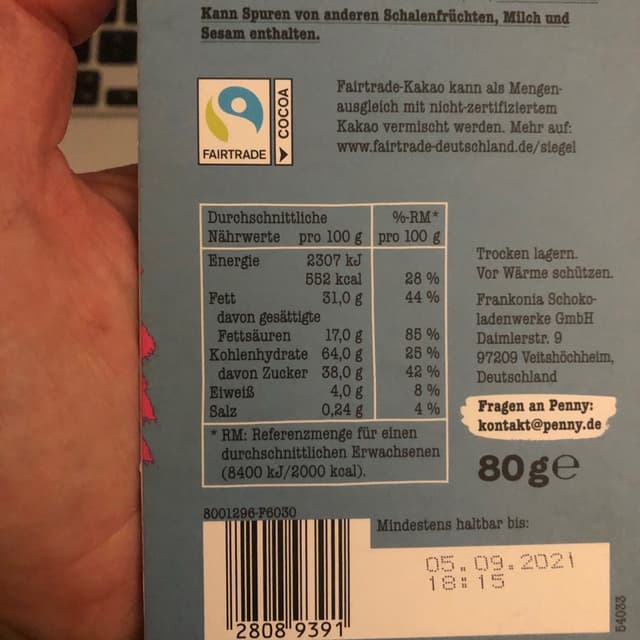 Kann Spuren von anderen Schalenfrüchten, Milch und
Sesam enthalten.
FAIRTRADE
COCOA
Fairtrade-Kakao kann als Mengen-
ausgleich mit nicht-zertifiziertem
Kakao vermischt werden. Mehr auf:
www.fairtrade-deutschland.de/siegel
Durchschnittliche %-RM*
Nährwerte pro 100 g pro 100 g
Energie 2307 kJ
552 kcal 28 %
Fett 31,0 g 44 %
davon gesättigte
Fettsäuren 17,0 g 85 %
Kohlenhydrate 64,0 g 25 %
davon Zucker 38,0 g 42 %
Eiweiß 4,0 g 8 %
Salz 0,24 g 4 %
* RM: Referenzmenge für einen
durchschnittlichen Erwachsenen
(8400 kJ/2000 kcal).
Trocken lagern.
Vor Wärme schützen.
Frankonia Schoko-
ladenwerke GmbH
Daimlerstr. 9
97209 Veitshöchheim,
Deutschland
Fragen an Penny:
kontakt@penny.de
80 g e
8001296-F6030
2808 9391
Mindestens haltbar bis:
05.09.2021
18:15
54033